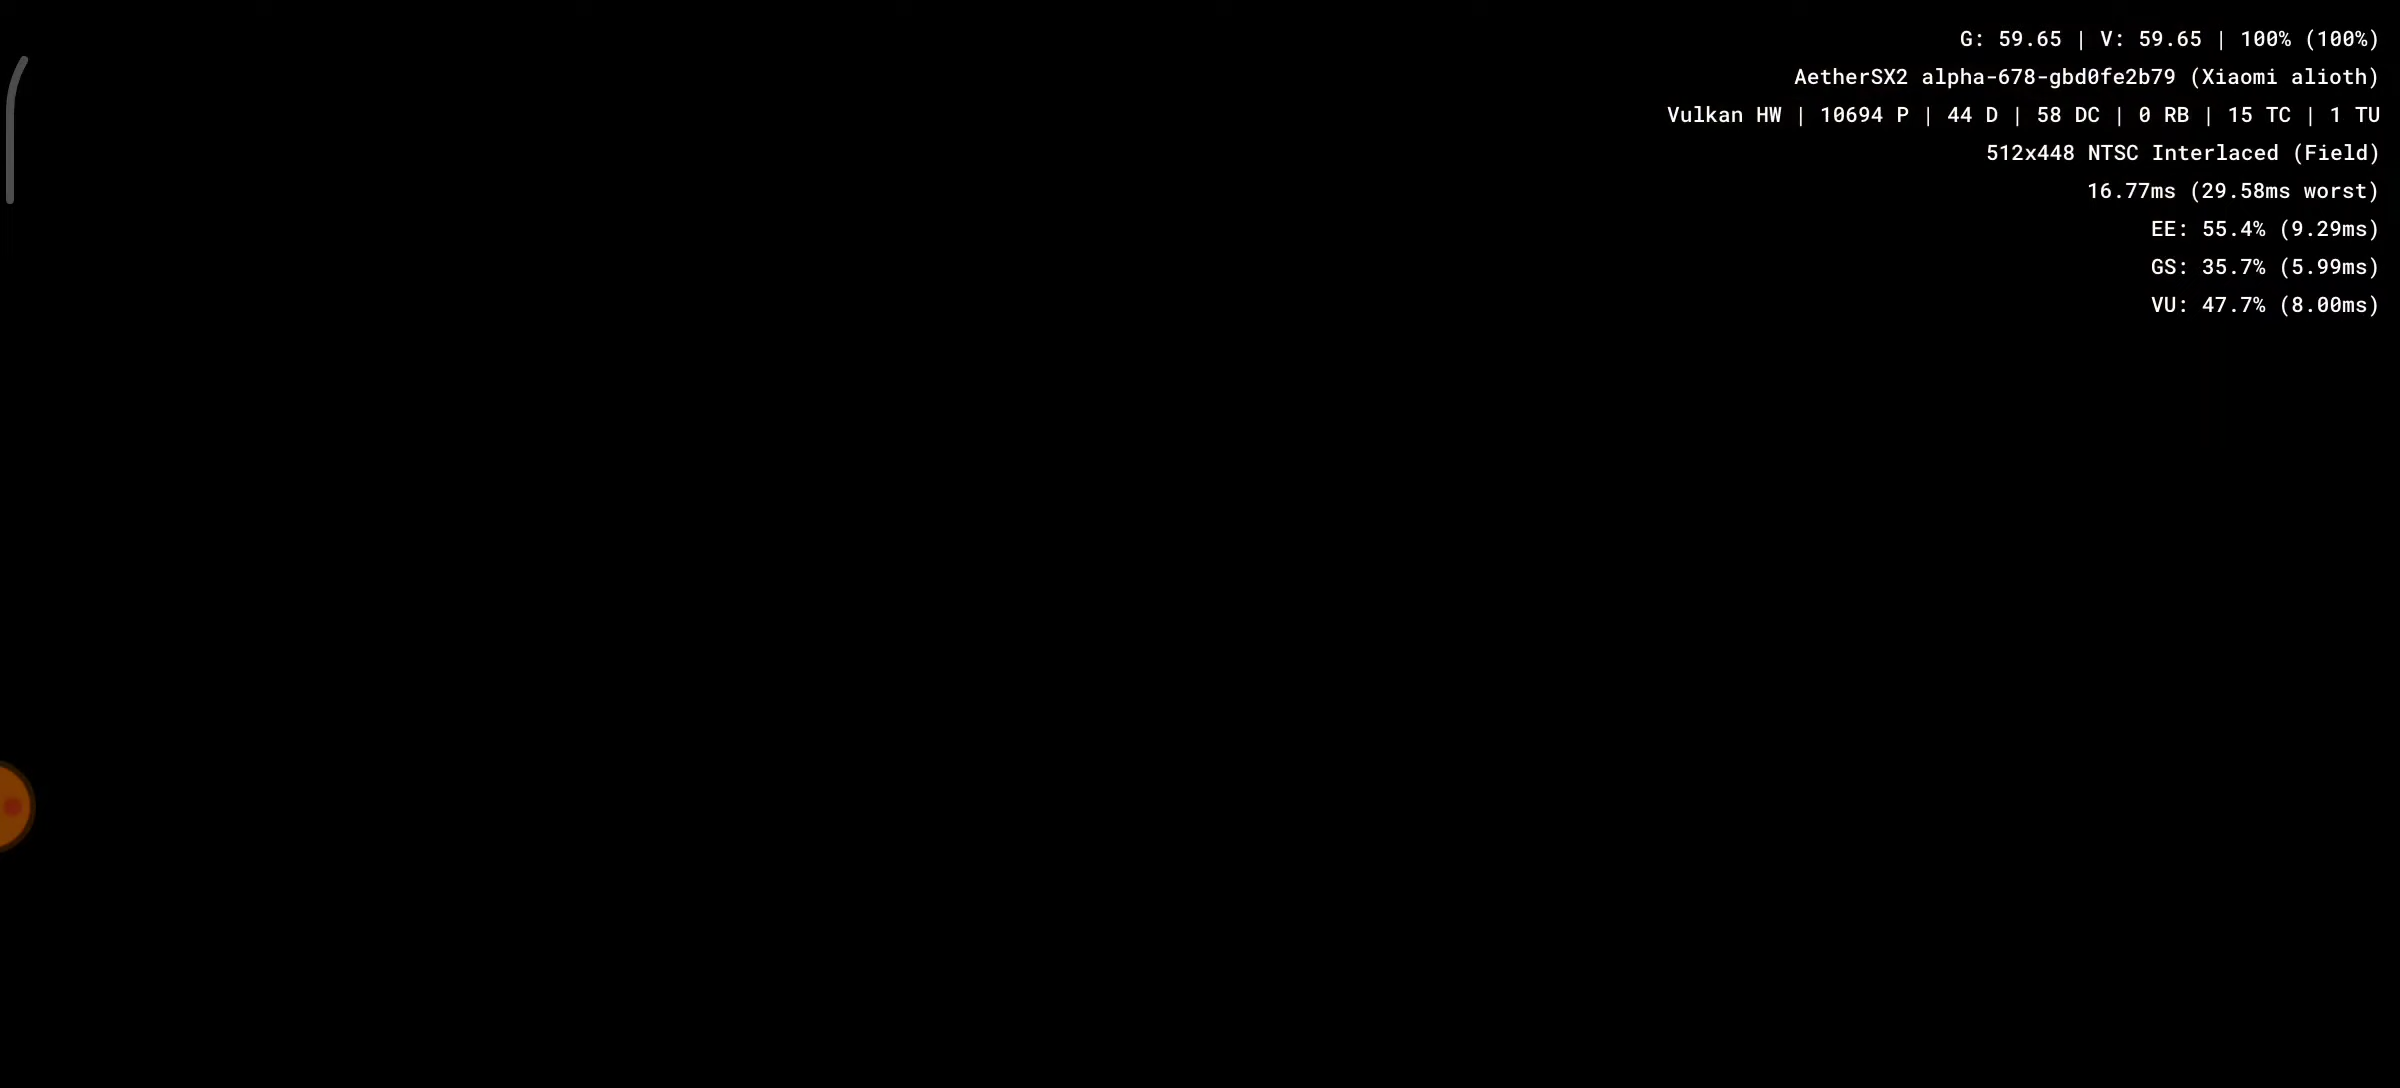 G: 59.65 | V: 59.65 | 100% (100%)
AetherSX2 alpha-678-gbd0fe2b79 (Xiaomi alioth)
Vulkan HW | 10694 P | 44 D | 58 DC | 0 RB | 15 TC | 1 TU
512x448 NTSC Interlaced (Field)
16.77ms (29.58ms worst)
EE: 55.4% (9.29ms)
GS: 35.7% (5.99ms)
VU: 47.7% (8.00ms)